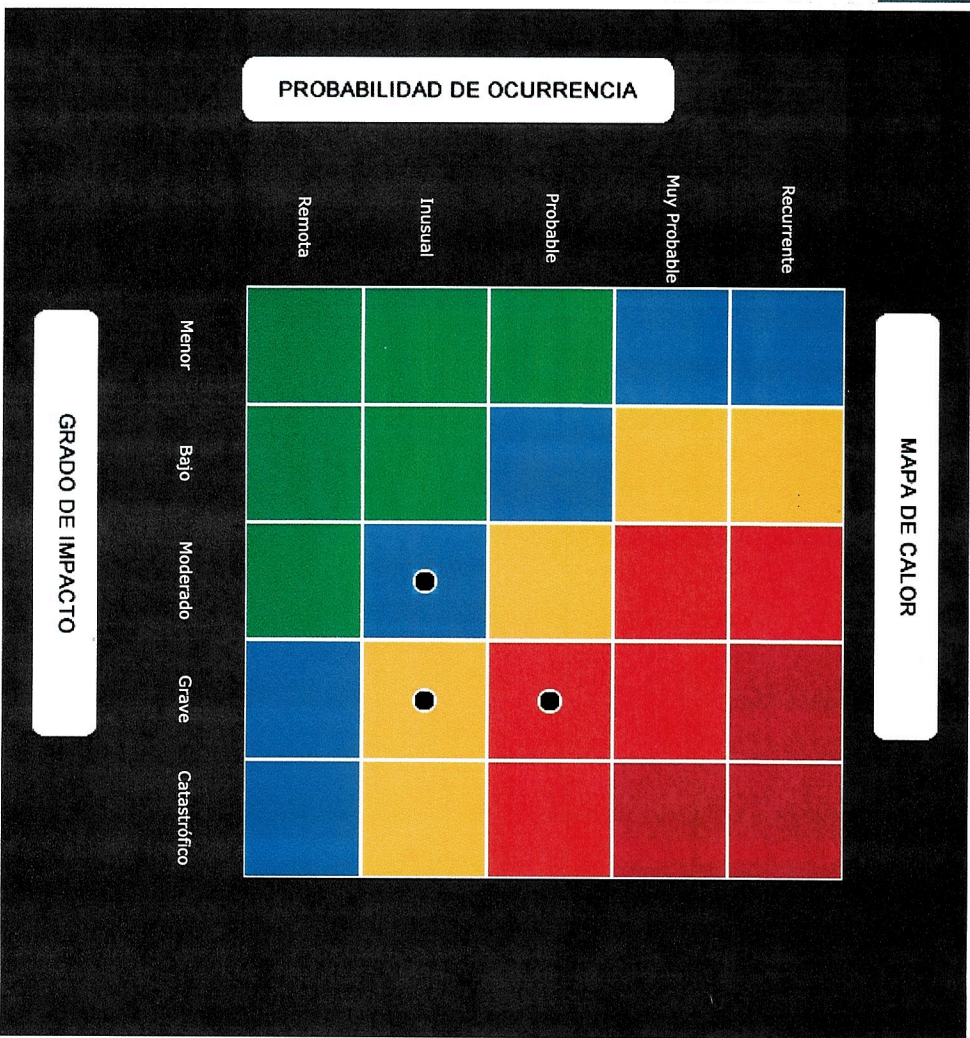 MAPA DE CALOR
PROBABILIDAD DE OCURRENCIA
Recurrente
Muy Probable
Probable
Inusual
Remota
Menor
Bajo
Moderado
Grave
Catastrófico
GRADO DE IMPACTO